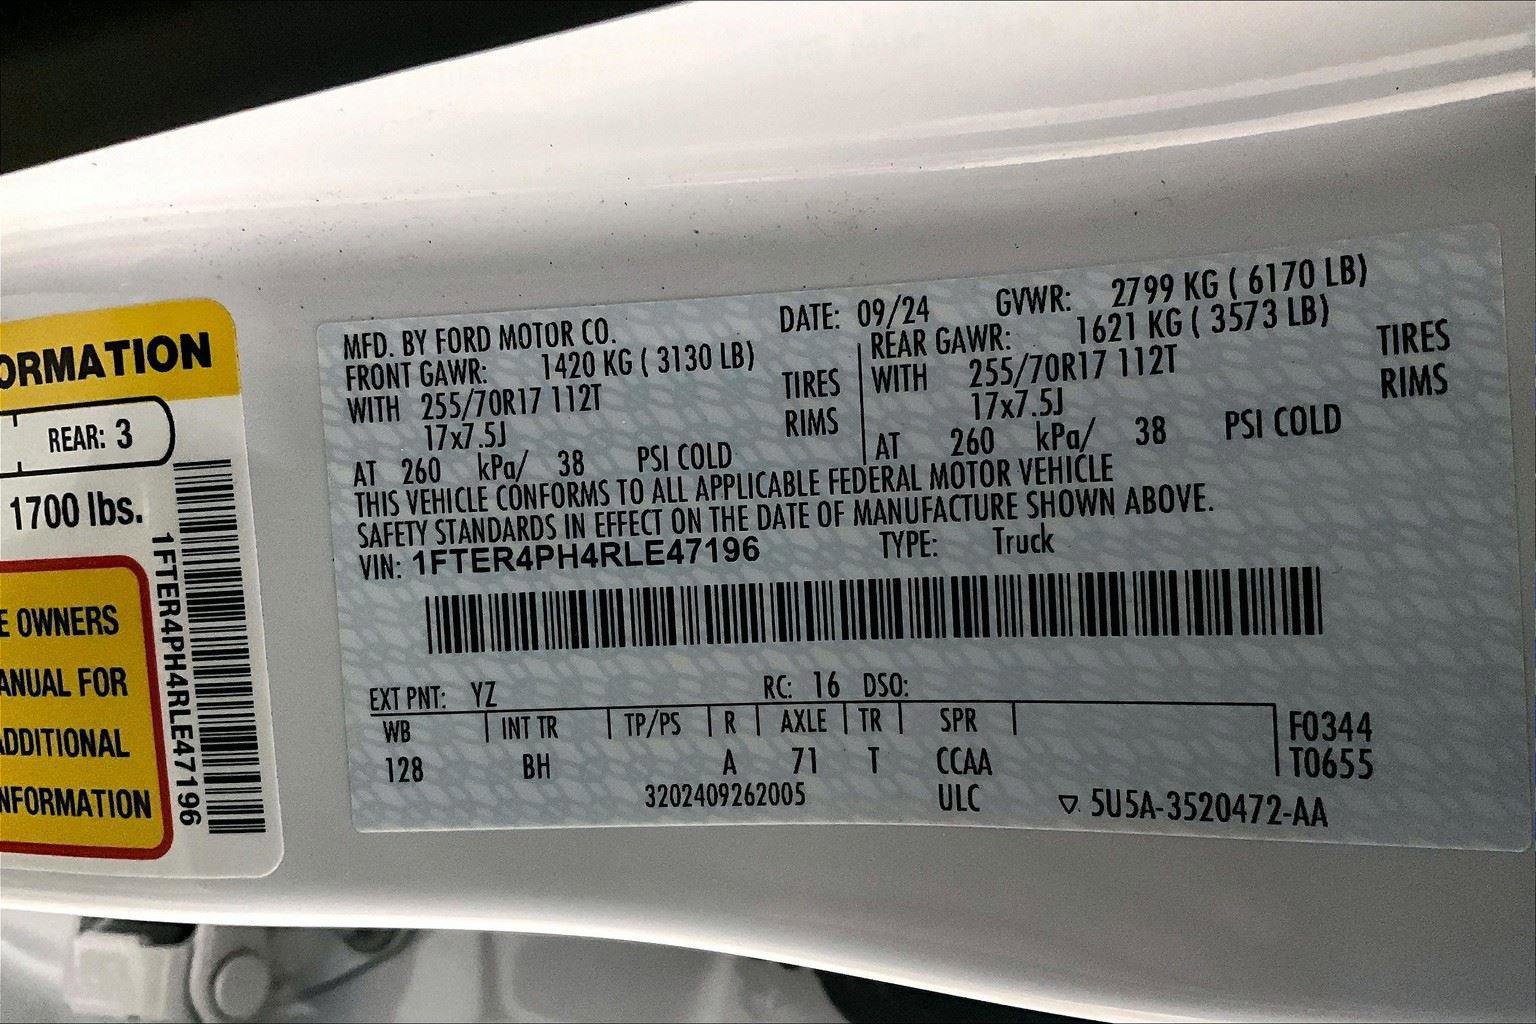 ORMATION
REAR: 3
1700 lbs.
E OWNERS
ANUAL FOR
ADDITIONAL
NFORMATION
1FTER4PH4RLE47196
MFD. BY FORD MOTOR CO.
DATE: 09/24 GVWR: 2799 KG ( 6170 LB)
FRONT GAWR: 1420 KG ( 3130 LB)
WITH 255/70R17 112T TIRES
17x7.5J RIMS
AT 260 kPa/ 38 PSI COLD
REAR GAWR: 1621 KG ( 3573 LB)
WITH 255/70R17 112T TIRES
17x7.5J RIMS
AT 260 kPa/ 38 PSI COLD
THIS VEHICLE CONFORMS TO ALL APPLICABLE FEDERAL MOTOR VEHICLE
SAFETY STANDARDS IN EFFECT ON THE DATE OF MANUFACTURE SHOWN ABOVE.
VIN: 1FTER4PH4RLE47196 TYPE: Truck
EXT PNT: YZ RC: 16 DSO:
WB INT TR TP/PS R AXLE TR SPR F0344
128 BH A 71 T CCAA T0655
3202409262005 ULC ▽ 5U5A-3520472-AA